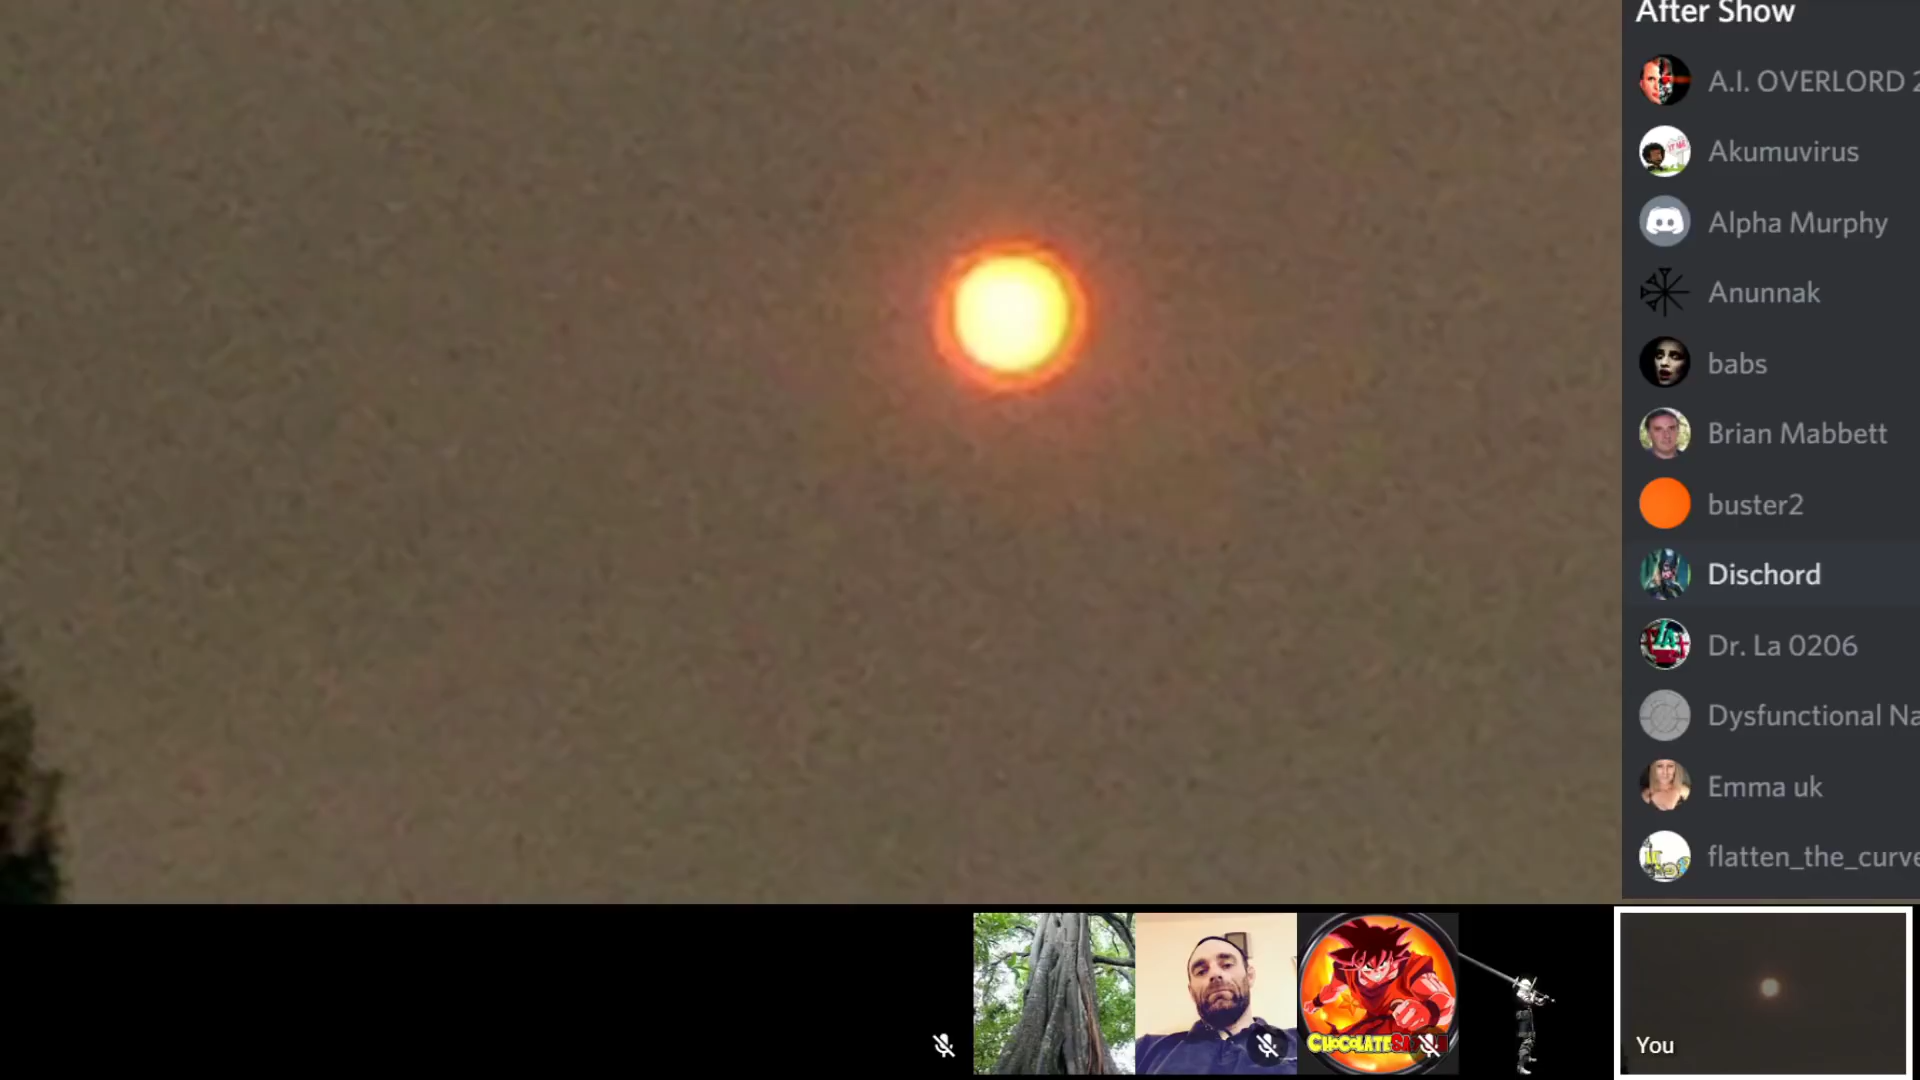 After Show
A.I. OVERLORD 2
Akumuvirus
Alpha Murphy
Anunnak
babs
Brian Mabbett
buster2
Dischord
Dr. La 0206
Dysfunctional Na
Emma uk
flatten_the_curve
You